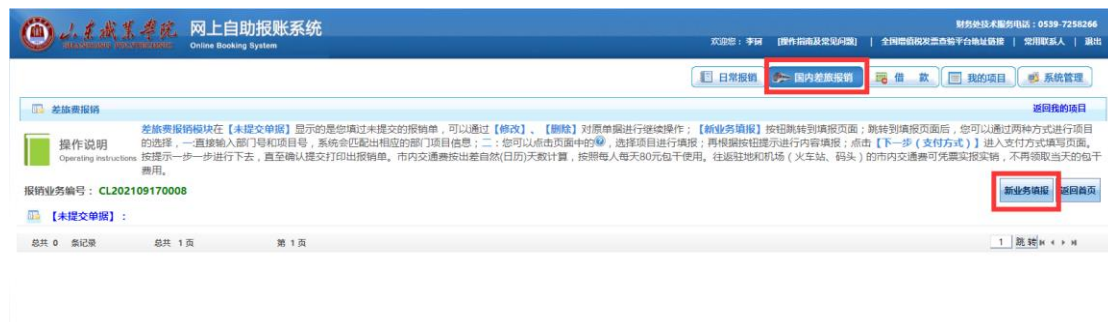 财务处技术服务电话：0539-7258266
山东职业学院 网上自助报账系统
SHANDONG POLYTECHNIC Online Booking System
欢迎您： [操作指南及常见问题] | 全国增值税发票查验平台地址链接 | 常用联系人 | 退出
日常报销 国内差旅报销 借 款 我的项目 系统管理
差旅费报销 返回我的项目
操作说明
Operating instructions
差旅费报销模块在【未提交单据】显示的是您填过未提交的报销单，可以通过【修改】、【删除】对原单据进行继续操作；【新业务填报】按钮跳转到填报页面；跳转到填报页面后，您可以通过两种方式进行项目
的选择，一:直接输入部门号和项目号，系统会匹配出相应的部门项目信息；二：您可以点击页面中的，选择项目进行填报；再根据按钮提示进行内容填报；点击【下一步（支付方式）】进入支付方式填写页面。
按提示一步一步进行下去，直至确认提交打印出报销单。市内交通费按出差自然(日历)天数计算，按照每人每天80元包干使用。往返驻地和机场（火车站、码头）的市内交通费可凭票实报实销，不再领取当天的包干
费用。
报销业务编号： CL202109170008
新业务填报 返回首页
【未提交单据】：
总共 0 条记录 总共 1 页 第 1 页 1 跳 转